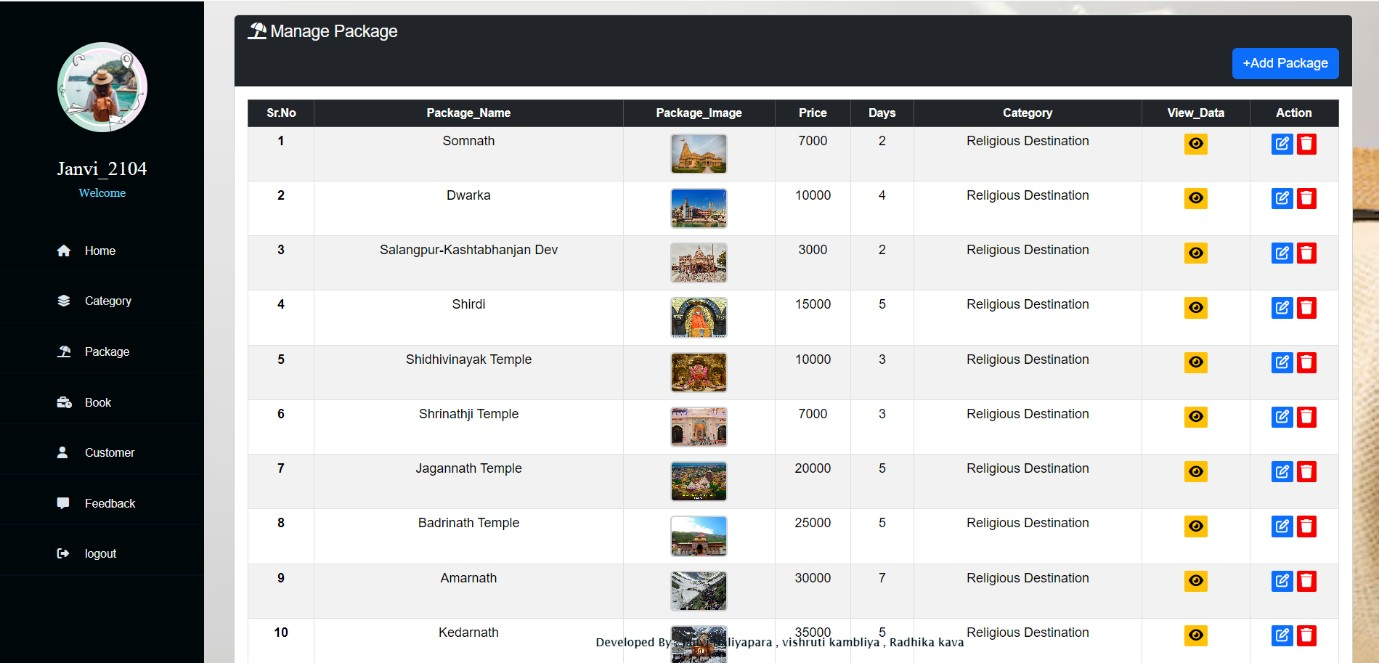 Manage Package
+Add Package
Janvi_2104
Welcome
Home
Category
Package
Book
Customer
Feedback
logout
Sr.No Package_Name Package_Image Price Days Category View_Data Action
1 Somnath 7000 2 Religious Destination
2 Dwarka 10000 4 Religious Destination
3 Salangpur-Kashtabhanjan Dev 3000 2 Religious Destination
4 Shirdi 15000 5 Religious Destination
5 Shidhivinayak Temple 10000 3 Religious Destination
6 Shrinathji Temple 7000 3 Religious Destination
7 Jagannath Temple 20000 5 Religious Destination
8 Badrinath Temple 25000 5 Religious Destination
9 Amarnath 30000 7 Religious Destination
10 Kedarnath 35000 5 Religious Destination
Developed By , vishruti kambliya , Radhika kava